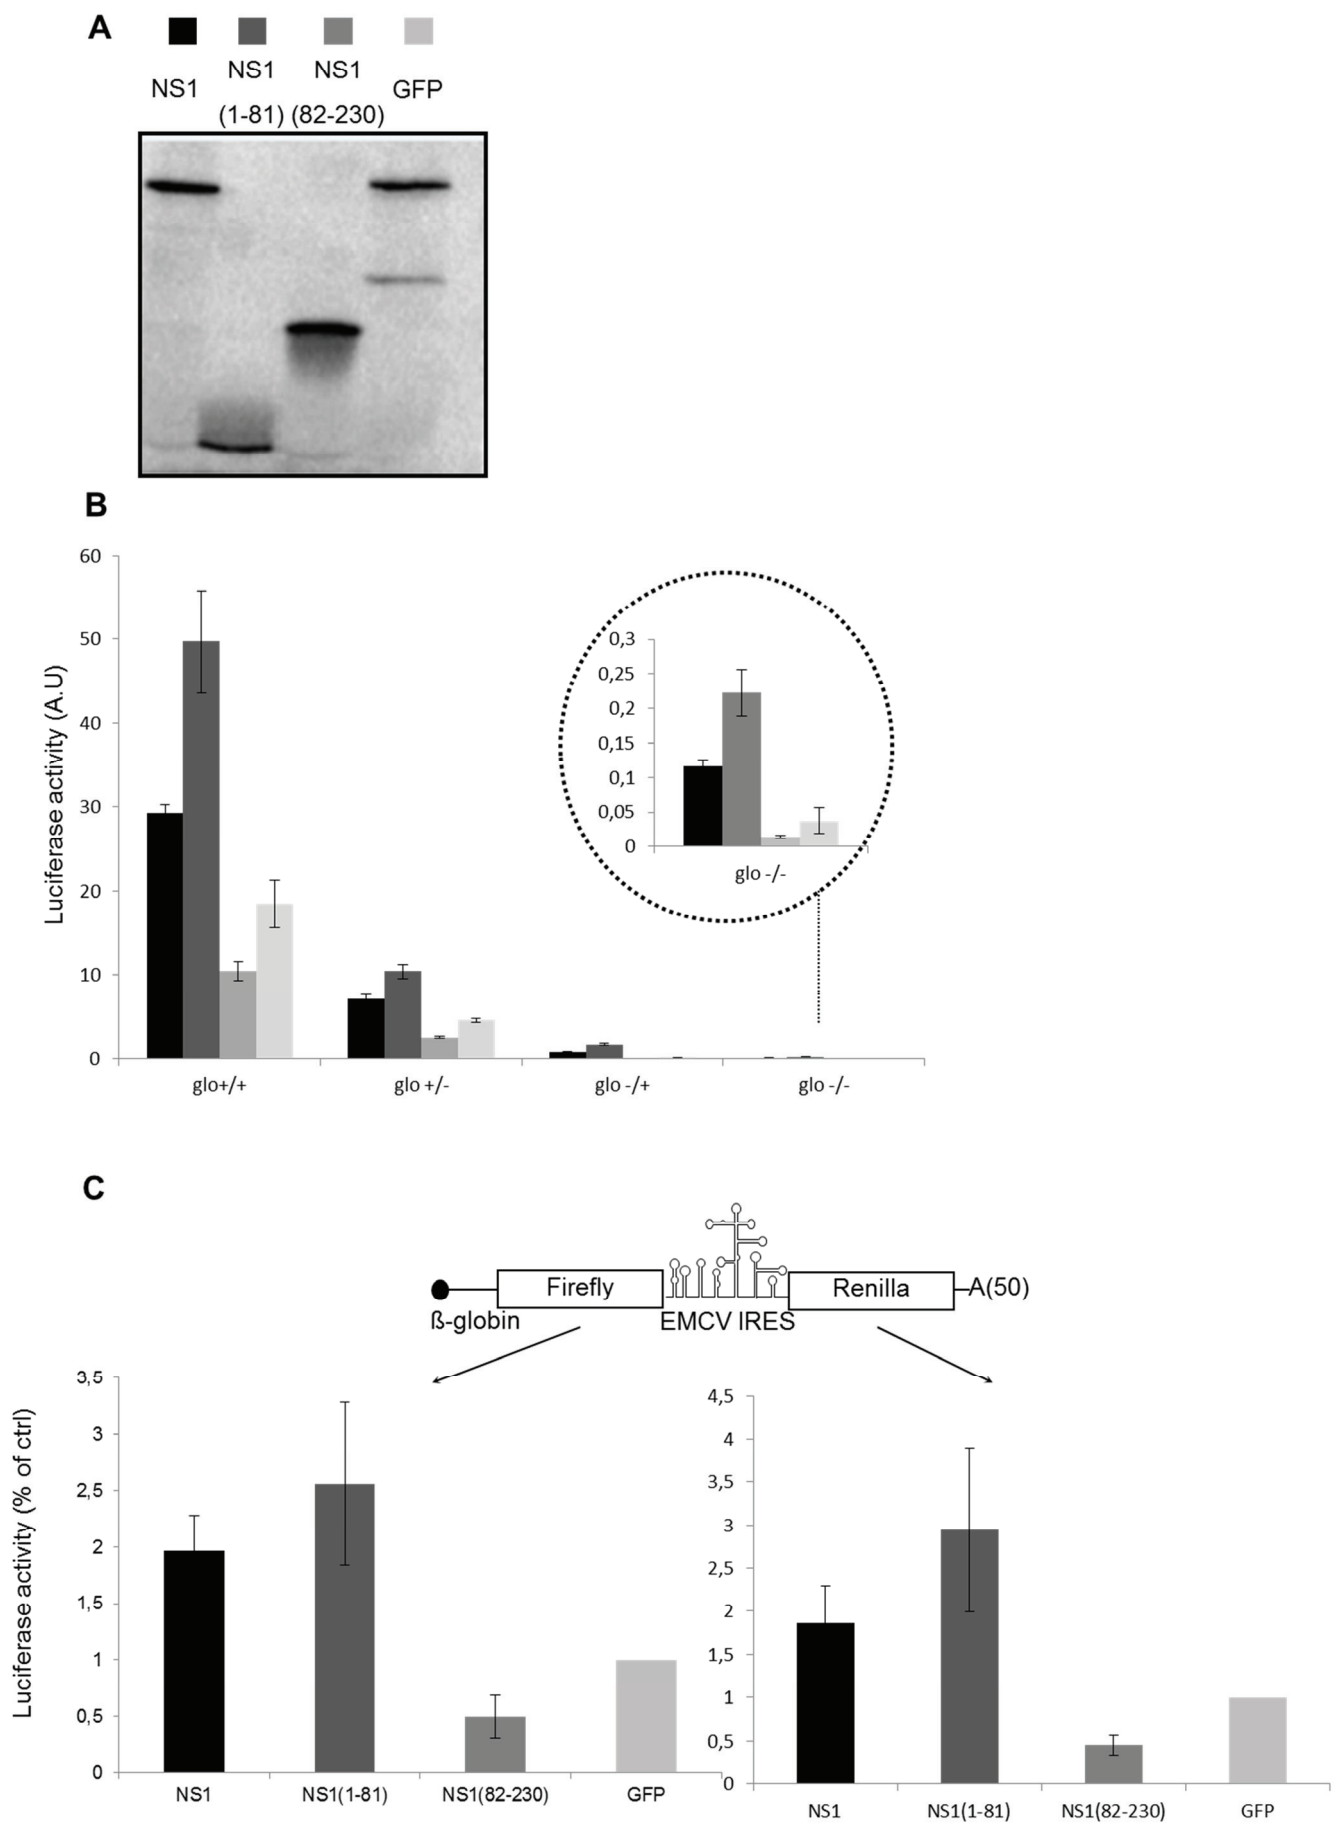 A
NS1
NS1
(1-81)
NS1
(82-230)
GFP
B
Luciferase activity (A.U)
60
50
40
30
20
10
0
glo+/+
glo +/-
glo -/+
glo -/-
0,3
0,25
0,2
0,15
0,1
0,05
0
glo -/-
C
Firefly
Renilla
A(50)
ß-globin
EMCV IRES
Luciferase activity (% of ctrl)
3,5
3
2,5
2
1,5
1
0,5
0
NS1
NS1(1-81)
NS1(82-230)
GFP
4,5
4
3,5
3
2,5
2
1,5
1
0,5
0
NS1
NS1(1-81)
NS1(82-230)
GFP